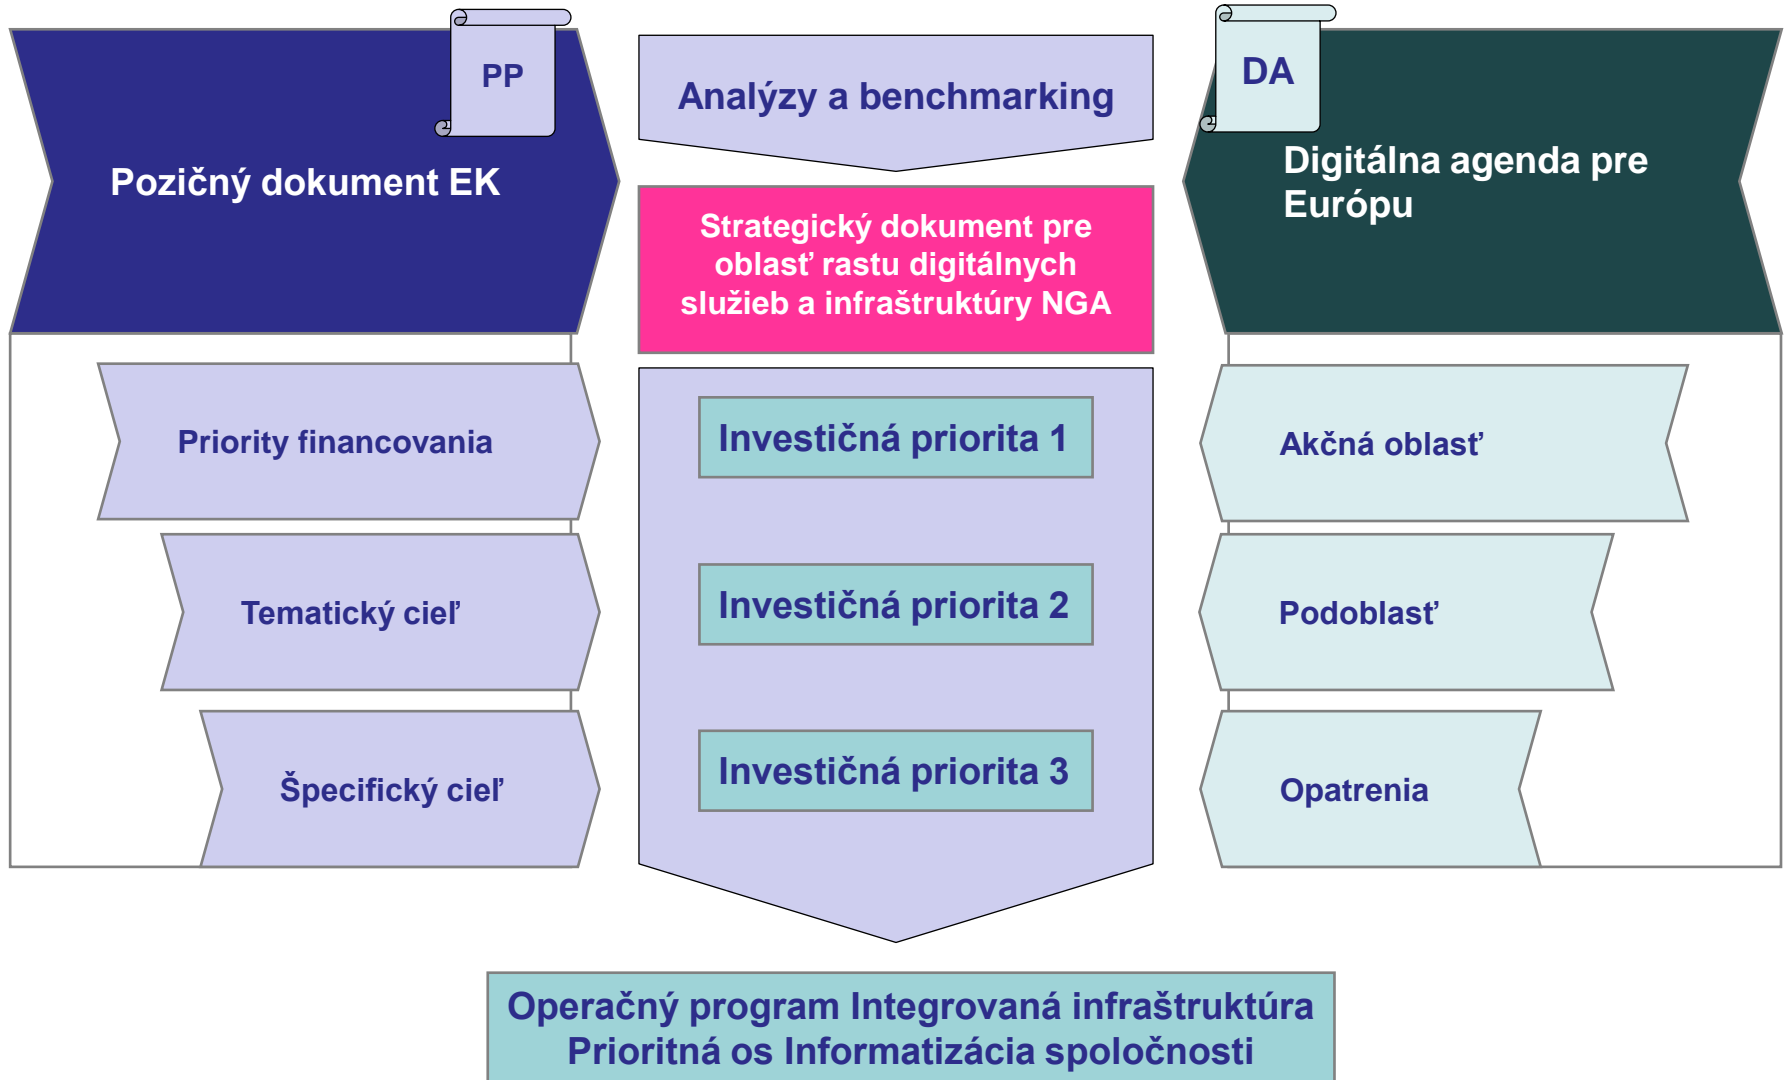 PP
Pozičný dokument EK
Priority financovania
Tematický cieľ
Špecifický cieľ
Analýzy a benchmarking
Strategický dokument pre
oblasť rastu digitálnych
služieb a infraštruktúry NGA
Investičná priorita 1
Investičná priorita 2
Investičná priorita 3
DA
Digitálna agenda pre
Európu
Akčná oblasť
Podoblasť
Opatrenia
Operačný program Integrovaná infraštruktúra
Prioritná os Informatizácia spoločnosti